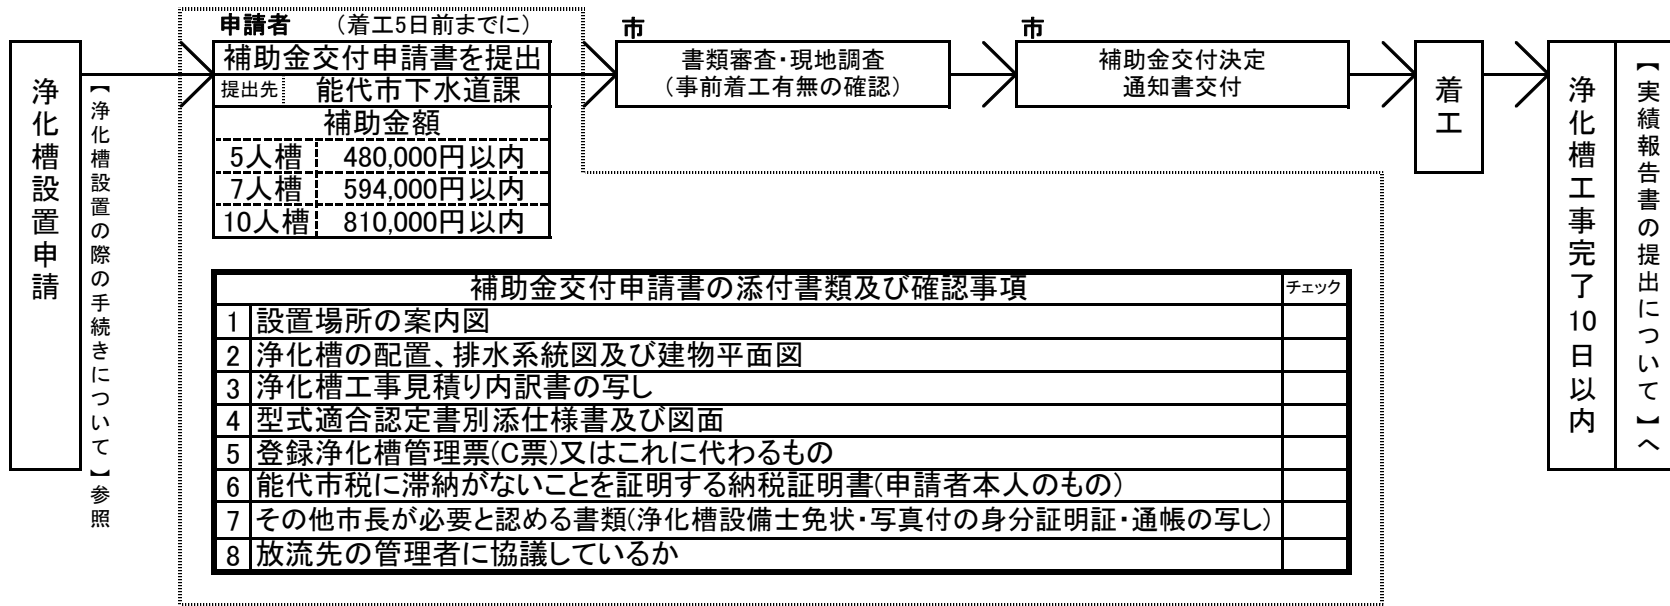 浄化槽設置申請
【浄化槽設置の際の手続きについて】参照
申請者　（着工5日前までに）
補助金交付申請書を提出
提出先　能代市下水道課
補助金額
5人槽　480,000円以内
7人槽　594,000円以内
10人槽　810,000円以内
市
書類審査・現地調査
（事前着工有無の確認）
市
補助金交付決定
通知書交付
着工
浄化槽工事完了10日以内
【実績報告書の提出について】へ
補助金交付申請書の添付書類及び確認事項　チェック
1　設置場所の案内図
2　浄化槽の配置、排水系統図及び建物平面図
3　浄化槽工事見積り内訳書の写し
4　型式適合認定書別添仕様書及び図面
5　登録浄化槽管理票(C票)又はこれに代わるもの
6　能代市税に滞納がないことを証明する納税証明書(申請者本人のもの)
7　その他市長が必要と認める書類(浄化槽設備士免状・写真付の身分証明証・通帳の写し)
8　放流先の管理者に協議しているか